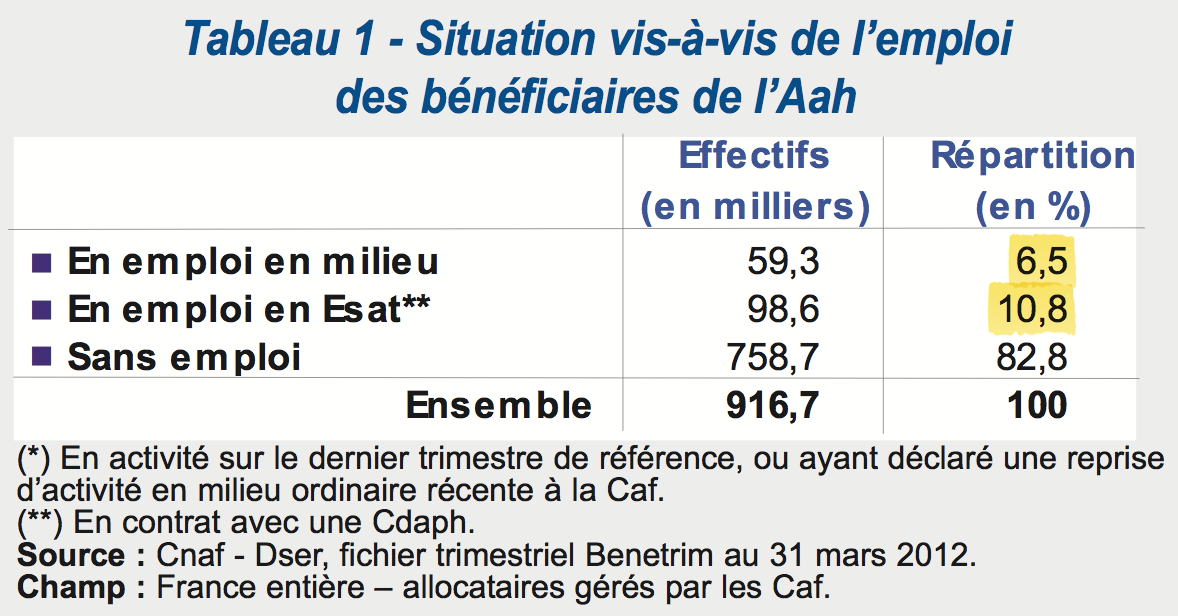 Tableau 1 - Situation vis-à-vis de l’emploi
des bénéficiaires de l’Aah
Effectifs Répartition
(en milliers) (en %)
En emploi en milieu 59,3 6,5
En emploi en Esat** 98,6 10,8
Sans emploi 758,7 82,8
Ensemble 916,7 100
(*) En activité sur le dernier trimestre de référence, ou ayant déclaré une reprise
d’activité en milieu ordinaire récente à la Caf.
(**) En contrat avec une Cdaph.
Source : Cnaf - Dser, fichier trimestriel Benetrim au 31 mars 2012.
Champ : France entière – allocataires gérés par les Caf.